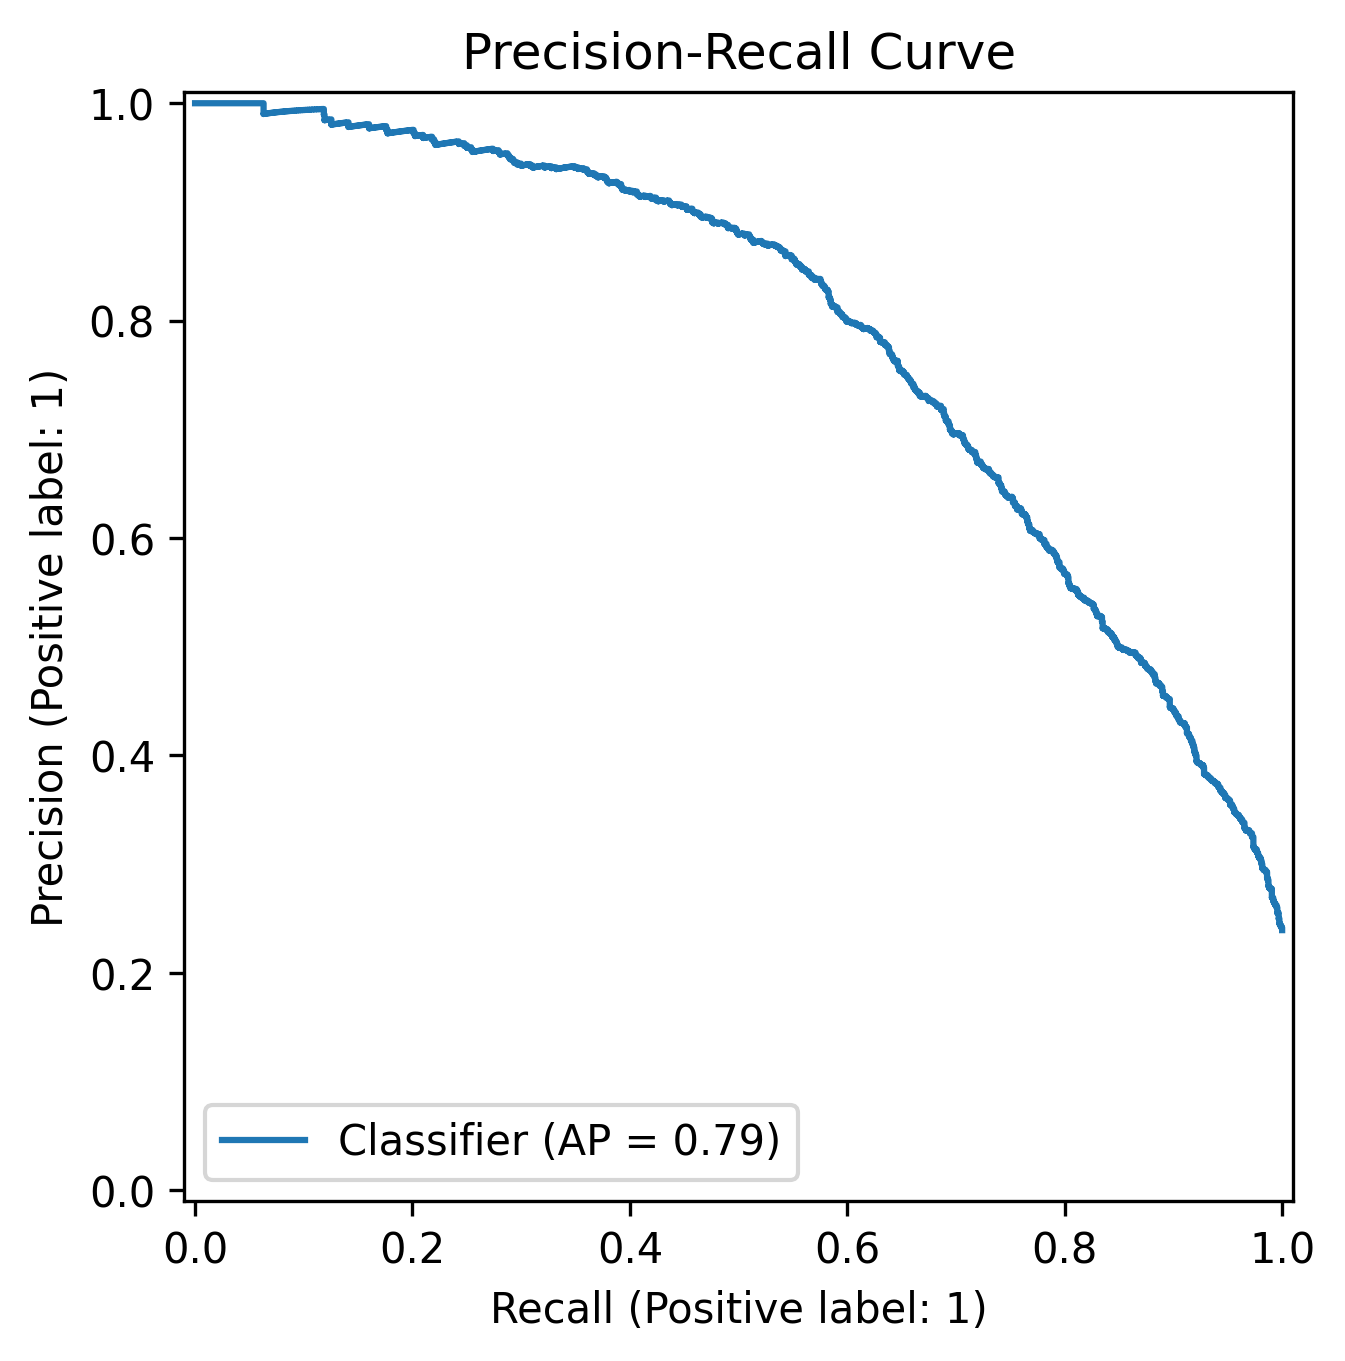 Precision-Recall Curve
1.0
0.8
0.6
0.4
0.2
0.0
Precision (Positive label: 1)
Classifier (AP = 0.79)
0.0 0.2 0.4 0.6 0.8 1.0
Recall (Positive label: 1)